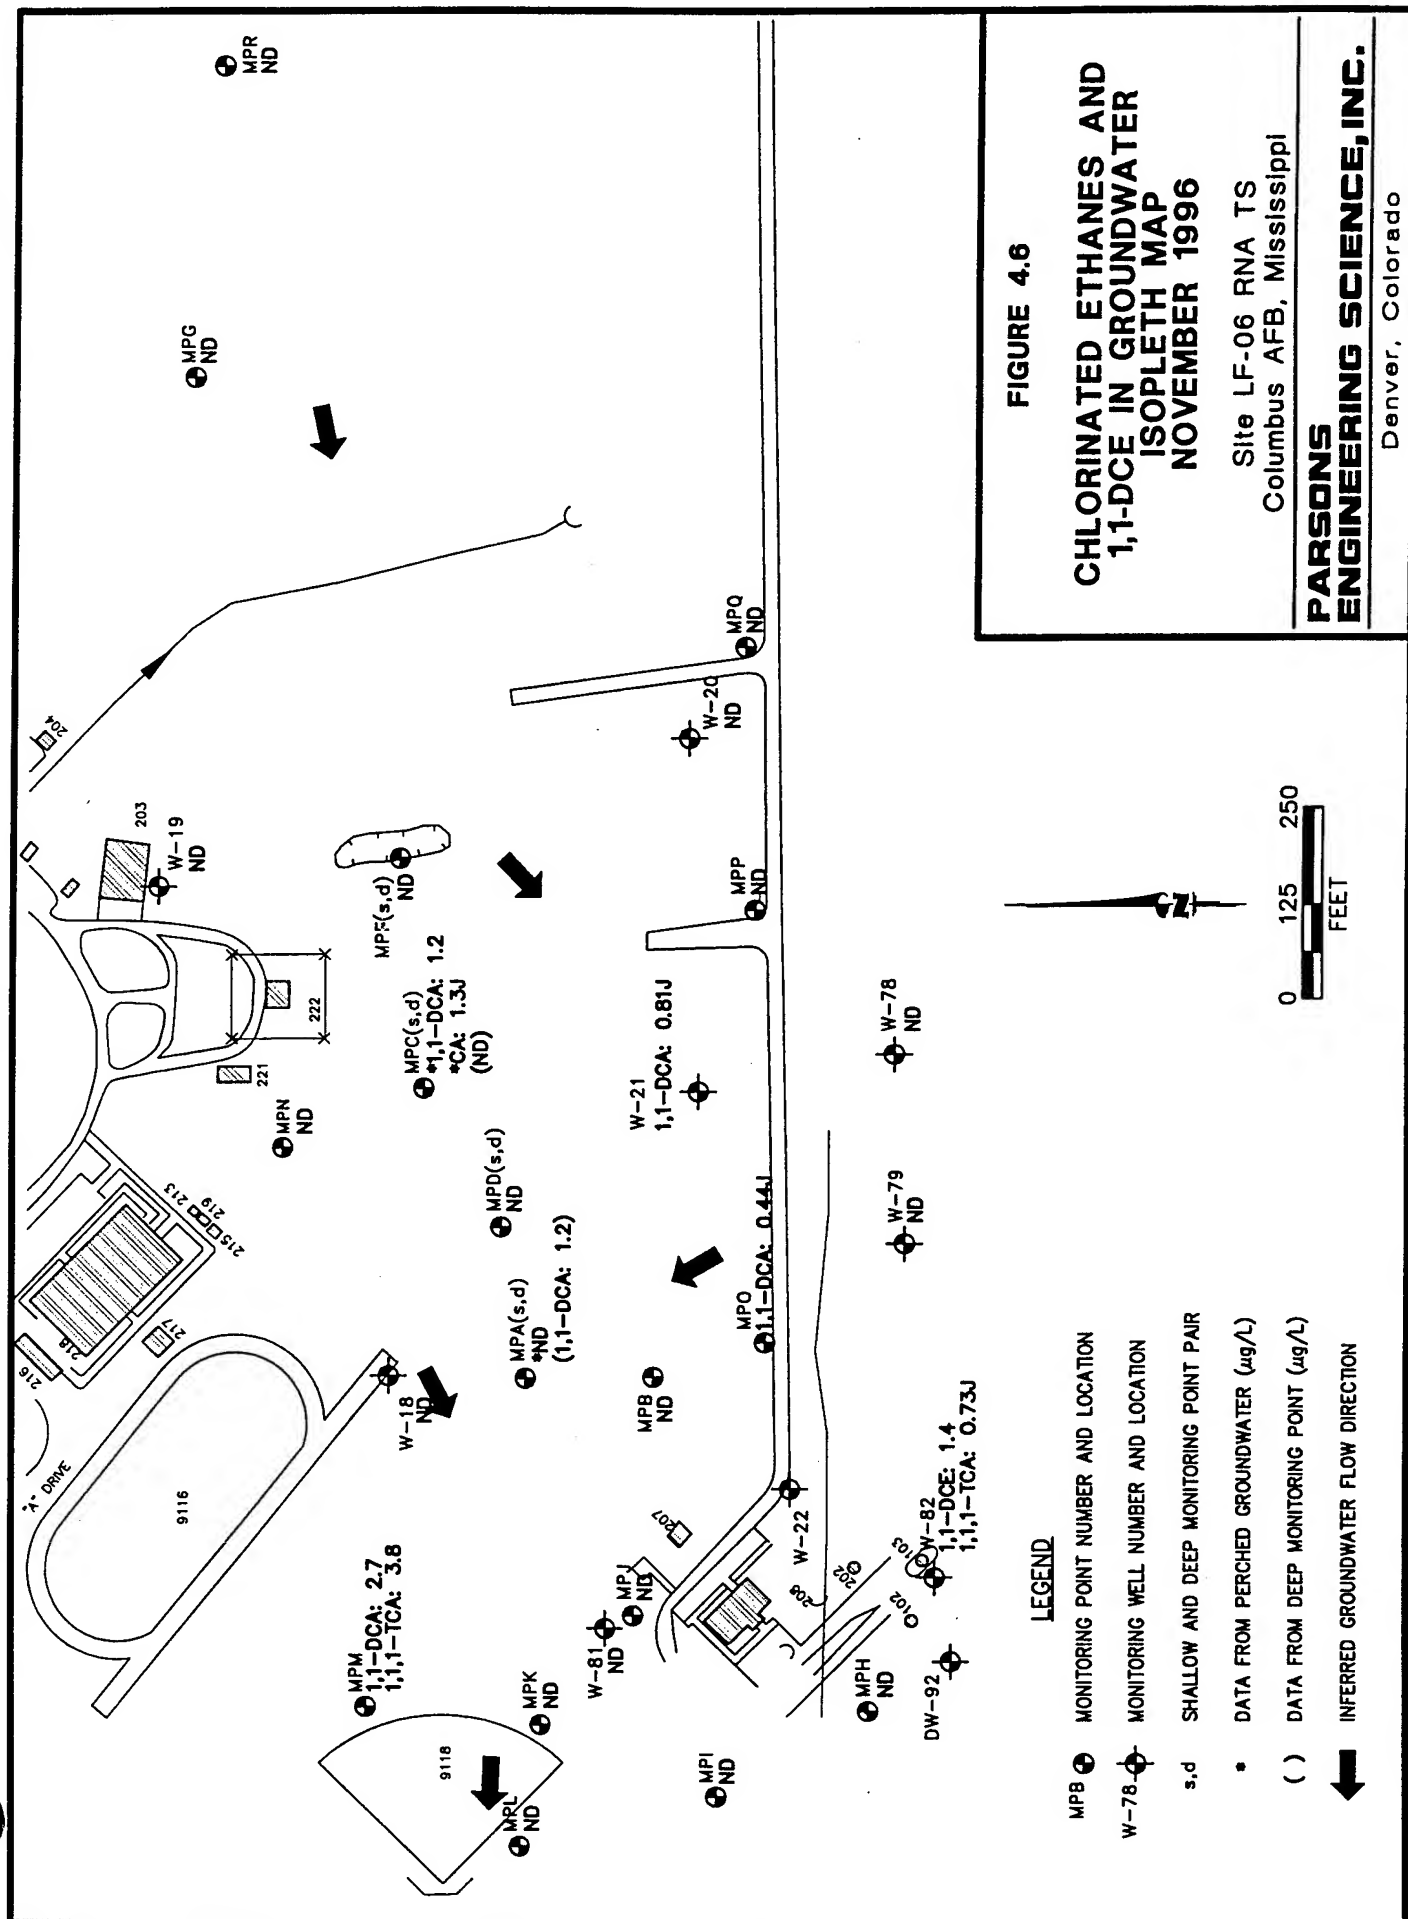 MPR
ND
MPG
ND
204
203
W-19
ND
MPF(s,d)
ND
222
221
MPC(s,d)
*1,1-DCA: 1.2
*CA: 1.3J
(ND)
MPN
ND
MPD(s,d)
ND
MPA(s,d)
*ND
(1,1-DCA: 1.2)
213
219
215
217
218
216
"A" DRIVE
9116
W-18
ND
MPM
1,1-DCA: 2.7
1,1,1-TCA: 3.8
9118
MPK
ND
MPL
ND
W-81
ND
MPJ
ND
207
MPI
ND
MPB
ND
MPQ
ND
W-20
ND
MPP
ND
W-21
1,1-DCA: 0.81J
MPO
1,1-DCA: 0.44J
W-22
W-78
ND
W-79
ND
208
202
103
102
W-82
1,1-DCE: 1.4
1,1,1-TCA: 0.73J
DW-92
MPH
ND
N
0 125 250
FEET
LEGEND
MPB MONITORING POINT NUMBER AND LOCATION
W-78 MONITORING WELL NUMBER AND LOCATION
s,d SHALLOW AND DEEP MONITORING POINT PAIR
* DATA FROM PERCHED GROUNDWATER (µg/L)
( ) DATA FROM DEEP MONITORING POINT (µg/L)
INFERRED GROUNDWATER FLOW DIRECTION
FIGURE 4.6
CHLORINATED ETHANES AND
1,1-DCE IN GROUNDWATER
ISOPLETH MAP
NOVEMBER 1996
Site LF-06 RNA TS
Columbus AFB, Mississippi
PARSONS
ENGINEERING SCIENCE, INC.
Denver, Colorado